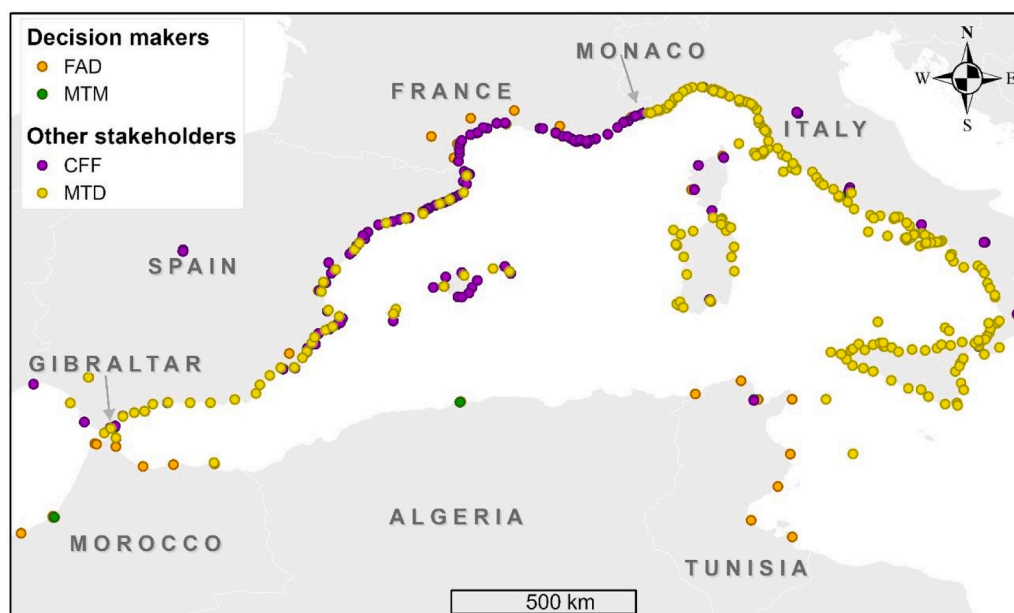 Decision makers
FAD
MTM
Other stakeholders
CFF
MTD
MONACO
FRANCE
N
W E
S
ITALY
SPAIN
GIBRALTAR
ALGERIA
MOROCCO
TUNISIA
500 km